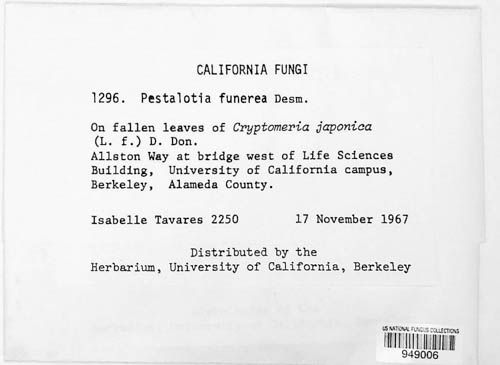 CALIFORNIA FUNGI
1296. Pestalotia funerea Desm.
On fallen leaves of Cryptomeria japonica
(L. f.) D. Don.
Allston Way at bridge west of Life Sciences
Building, University of California campus,
Berkeley, Alameda County.
Isabelle Tavares 2250 17 November 1967
Distributed by the
Herbarium, University of California, Berkeley
US NATIONAL FUNGUS COLLECTIONS
949006